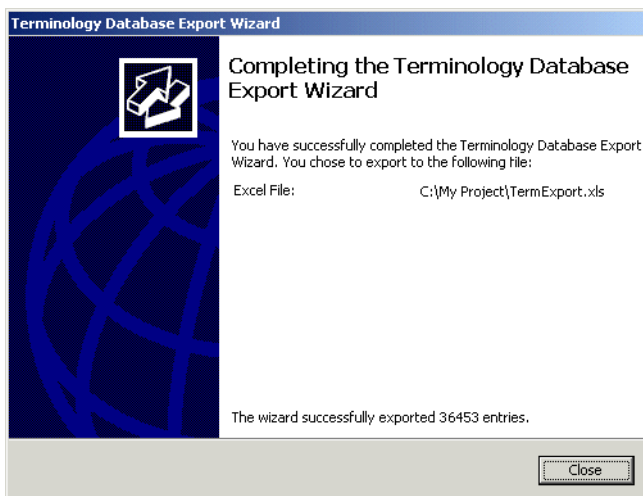 Terminology Database Export Wizard
Completing the Terminology Database
Export Wizard
You have successfully completed the Terminology Database Export
Wizard. You chose to export to the following file:
Excel File: C:\My Project\TermExport.xls
The wizard successfully exported 36453 entries.
Close